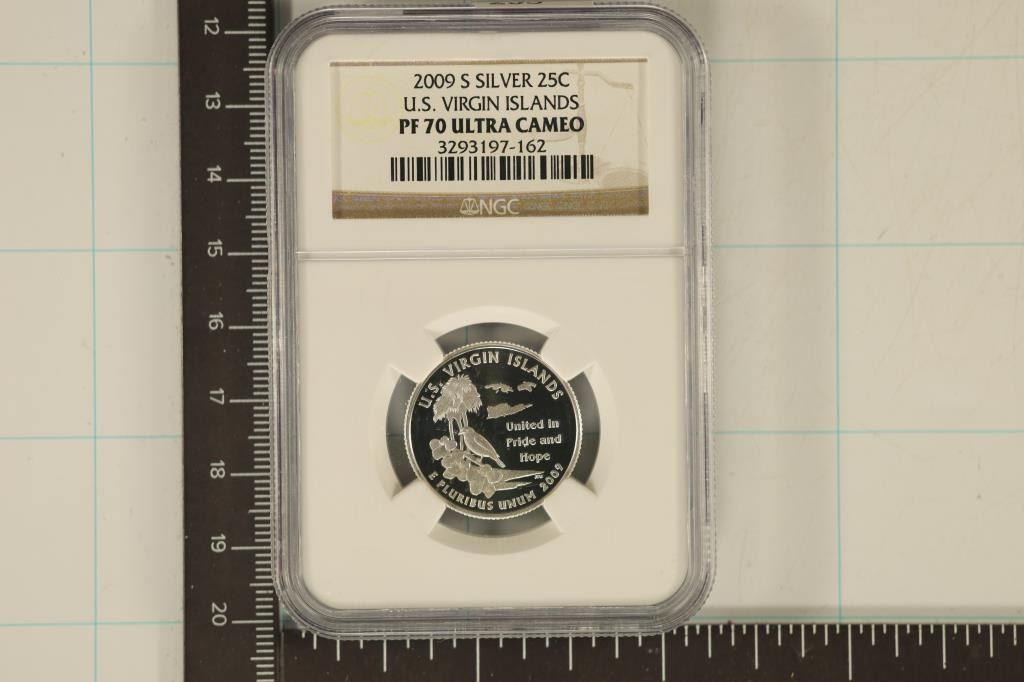 2009 S SILVER 25C
U.S. VIRGIN ISLANDS
PF 70 ULTRA CAMEO
3293197-162
NGC
U.S. VIRGIN ISLANDS
United in
Pride and
Hope
E PLURIBUS UNUM 2009
12
13
14
15
16
17
18
19
20